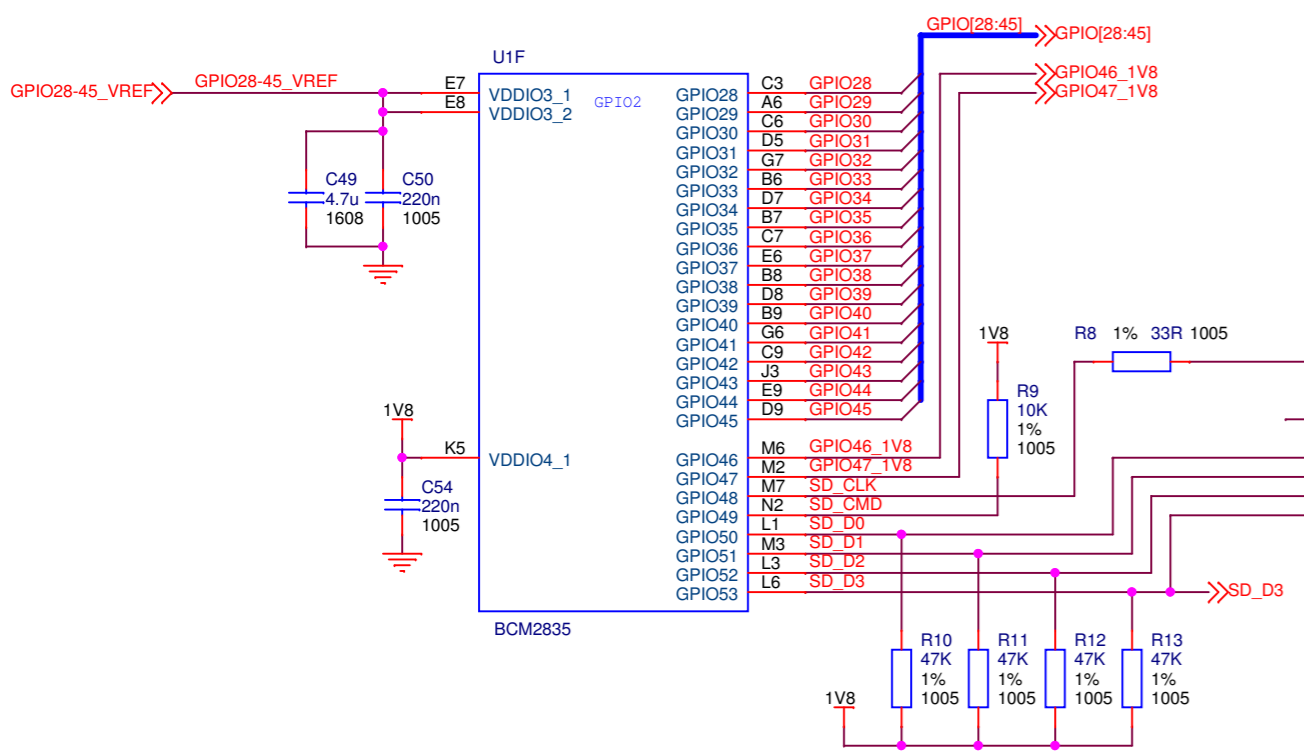 GPIO[28:45]
GPIO[28:45]
U1F
GPIO28-45_VREF
GPIO28-45_VREF
GPIO46_1V8
GPIO47_1V8
E7
VDDIO3_1
E8
VDDIO3_2
GPIO2
GPIO28 C3 GPIO28
GPIO29 A6 GPIO29
GPIO30 C6 GPIO30
GPIO31 D5 GPIO31
GPIO32 G7 GPIO32
GPIO33 B6 GPIO33
GPIO34 D7 GPIO34
GPIO35 B7 GPIO35
GPIO36 C7 GPIO36
GPIO37 E6 GPIO37
GPIO38 B8 GPIO38
GPIO39 D8 GPIO39
GPIO40 B9 GPIO40
GPIO41 G6 GPIO41
GPIO42 C9 GPIO42
GPIO43 J3 GPIO43
GPIO44 E9 GPIO44
GPIO45 D9 GPIO45
GPIO46 M6 GPIO46_1V8
GPIO47 M2 GPIO47_1V8
GPIO48 M7 SD_CLK
GPIO49 N2 SD_CMD
GPIO50 L1 SD_D0
GPIO51 M3 SD_D1
GPIO52 L3 SD_D2
GPIO53 L6 SD_D3
C49
4.7u
1608
C50
220n
1005
1V8
K5
VDDIO4_1
C54
220n
1005
BCM2835
1V8
R9
10K
1%
1005
R8 1% 33R 1005
SD_D3
R10
47K
1%
1005
R11
47K
1%
1005
R12
47K
1%
1005
R13
47K
1%
1005
1V8